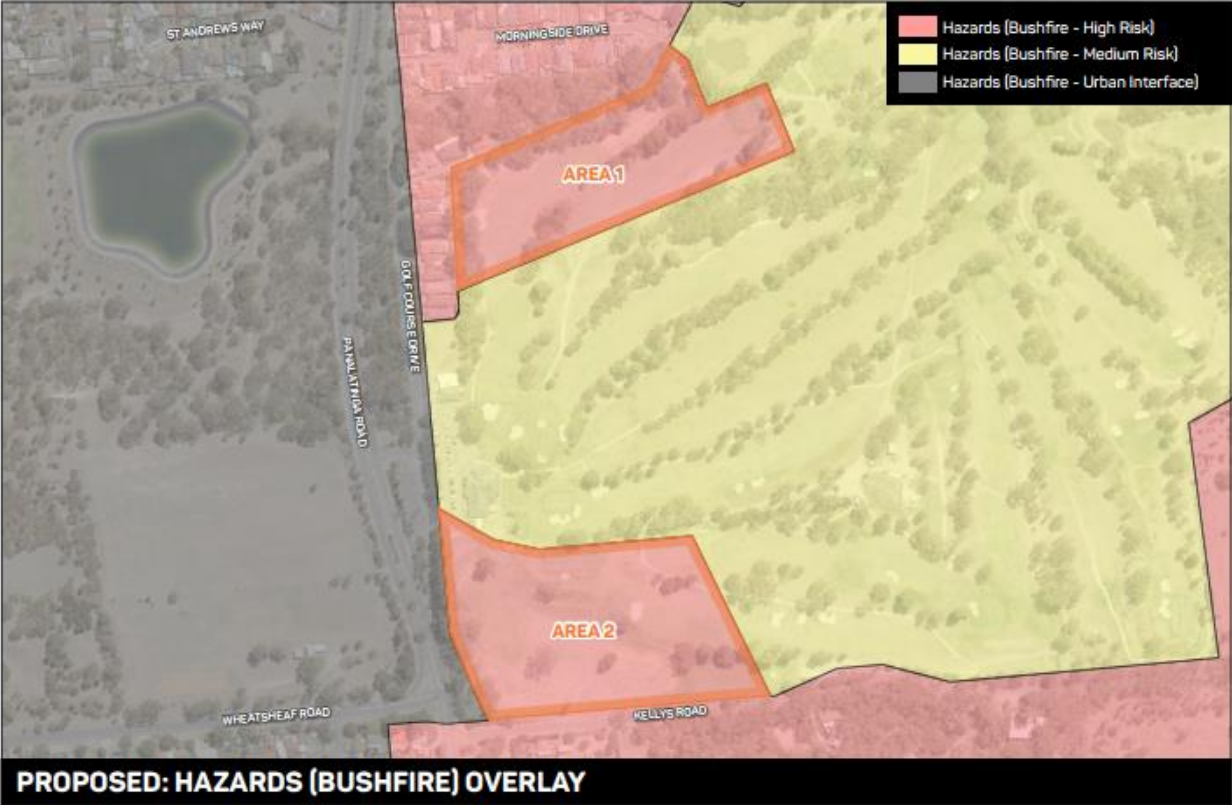 ST ANDREWS WAY
MORNINGSIDE DRIVE
Hazards (Bushfire - High Risk)
Hazards (Bushfire - Medium Risk)
Hazards (Bushfire - Urban Interface)
AREA 1
GOLF COURSE DRIVE
PANALATINGA ROAD
AREA 2
WHEATSHEAF ROAD
KELLYS ROAD
PROPOSED: HAZARDS (BUSHFIRE) OVERLAY